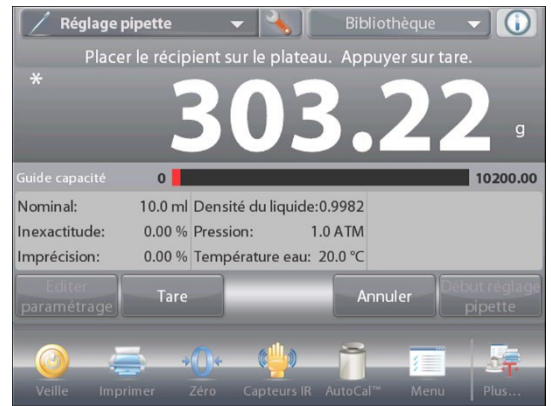 Réglage pipette
Bibliothèque
Placer le récipient sur le plateau. Appuyer sur tare.
*
303.22 g
Guide capacité 0 10200.00
Nominal: 10.0 ml Densité du liquide:0.9982
Inexactitude: 0.00 % Pression: 1.0 ATM
Imprécision: 0.00 % Température eau: 20.0 °C
Editer paramétrage
Tare
Annuler
Début réglage pipette
Veille Imprimer Zéro Capteurs IR AutoCal™ Menu Plus...